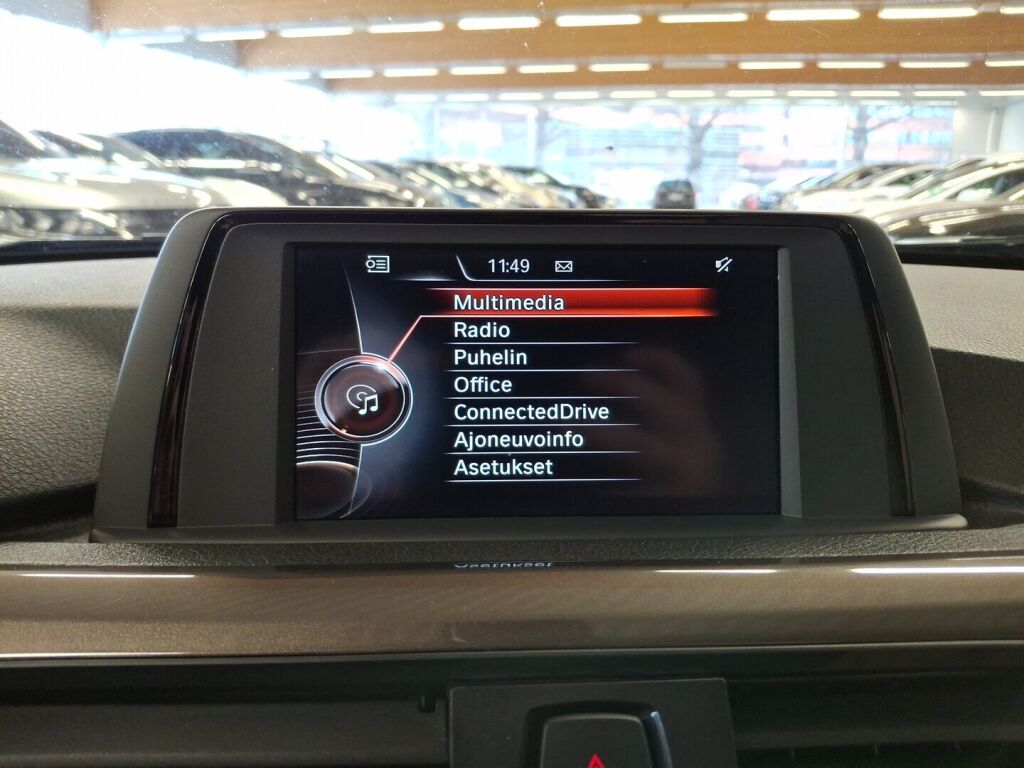 11:49
Multimedia
Radio
Puhelin
Office
ConnectedDrive
Ajoneuvoinfo
Asetukset